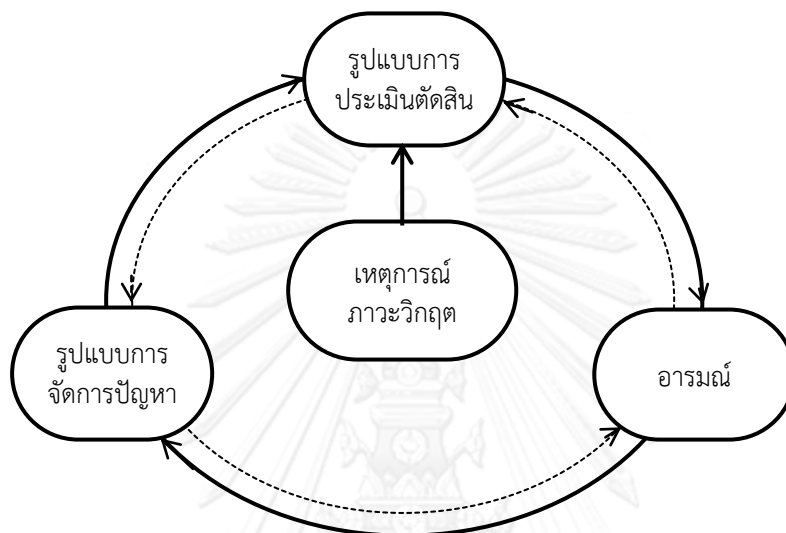 รูปแบบการ
ประเมินตัดสิน
เหตุการณ์
ภาวะวิกฤต
รูปแบบการ
จัดการปัญหา
อารมณ์